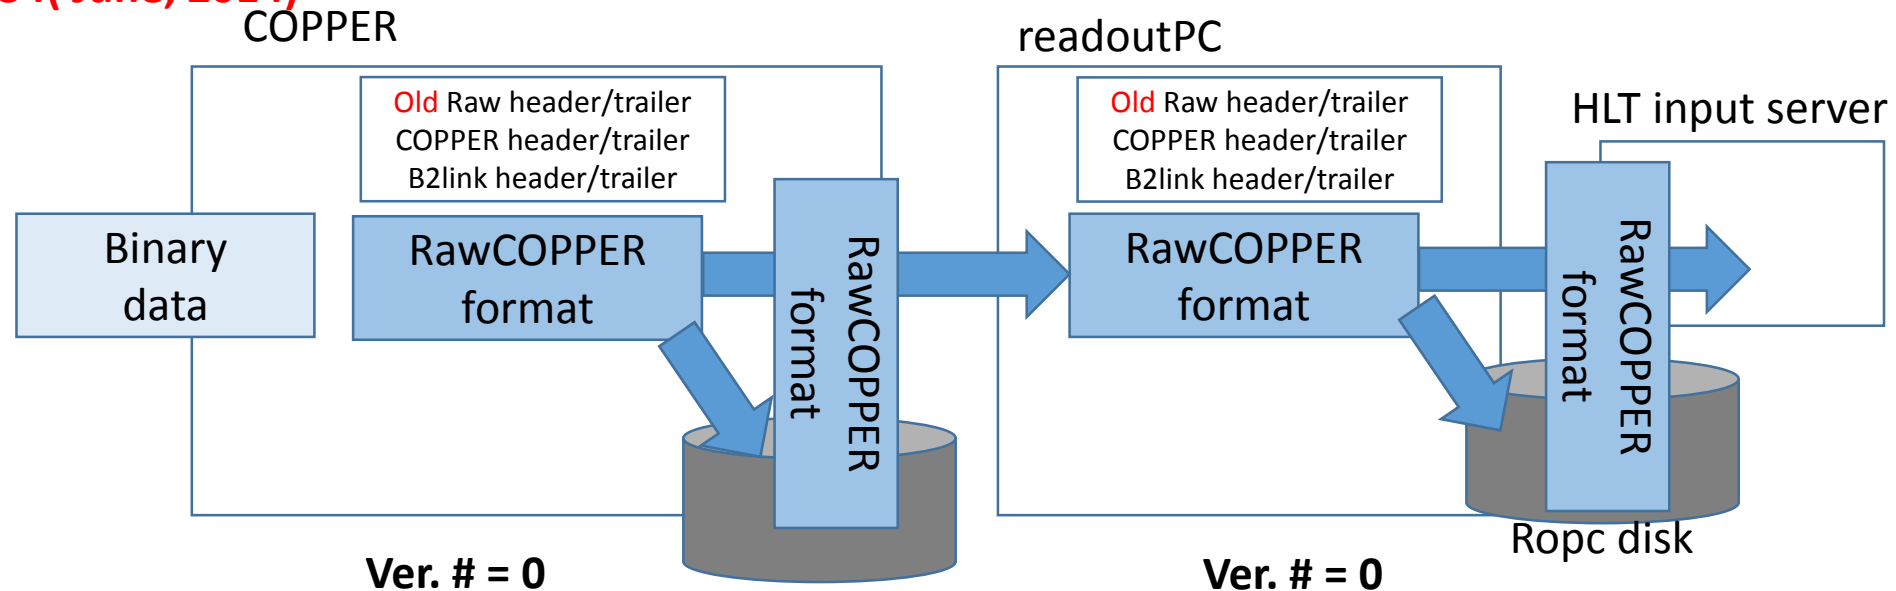 June, 2014)
COPPER
readoutPC
HLT input server
Old Raw header/trailer
COPPER header/trailer
B2link header/trailer
Old Raw header/trailer
COPPER header/trailer
B2link header/trailer
Binary
data
RawCOPPER
format
RawCOPPER
format
RawCOPPER
format
RawCOPPER
format
Ropc disk
Ver. # = 0
Ver. # = 0